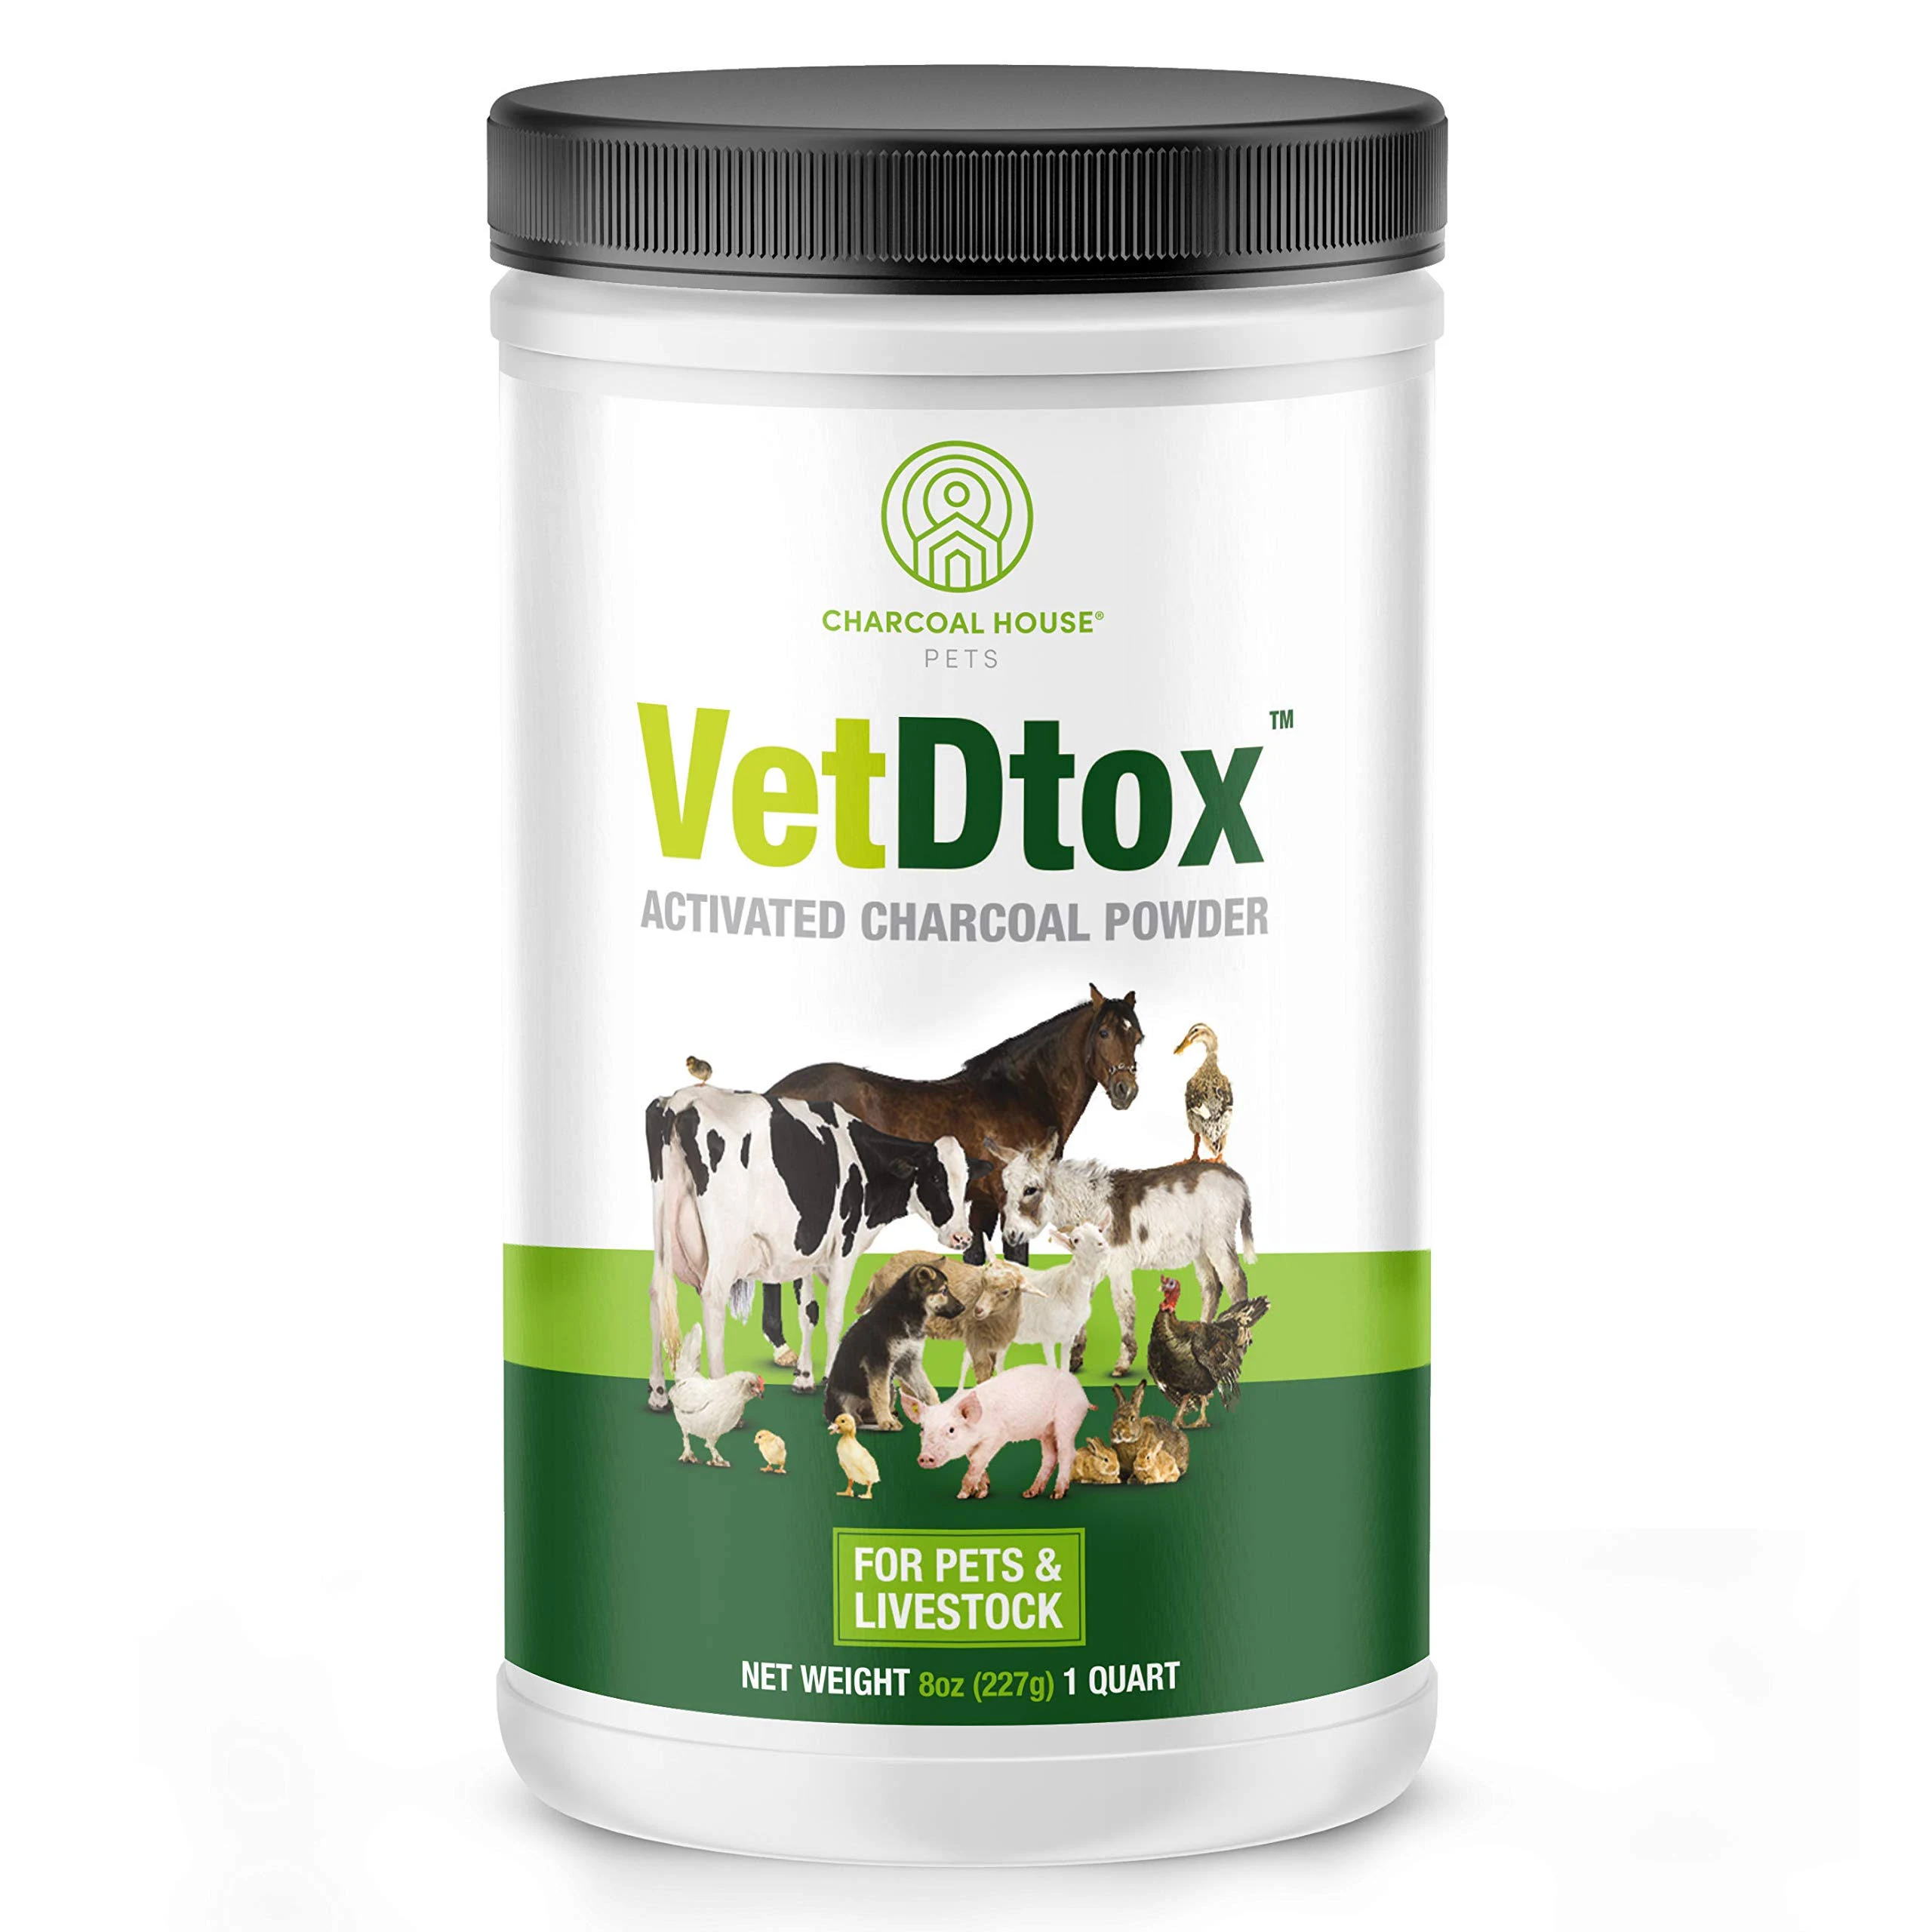 CHARCOAL HOUSE®
PETS
VetDtox™
ACTIVATED CHARCOAL POWDER
FOR PETS &
LIVESTOCK
NET WEIGHT 8oz (227g) 1 QUART